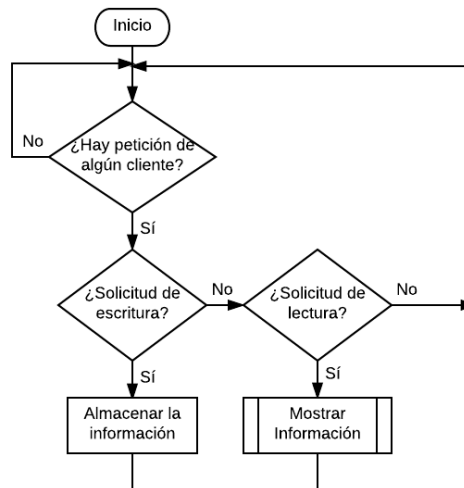 Inicio
No
¿Hay petición de
algún cliente?
Sí
¿Solicitud de
escritura?
No
¿Solicitud de
lectura?
No
Sí
Sí
Almacenar la
información
Mostrar
Información